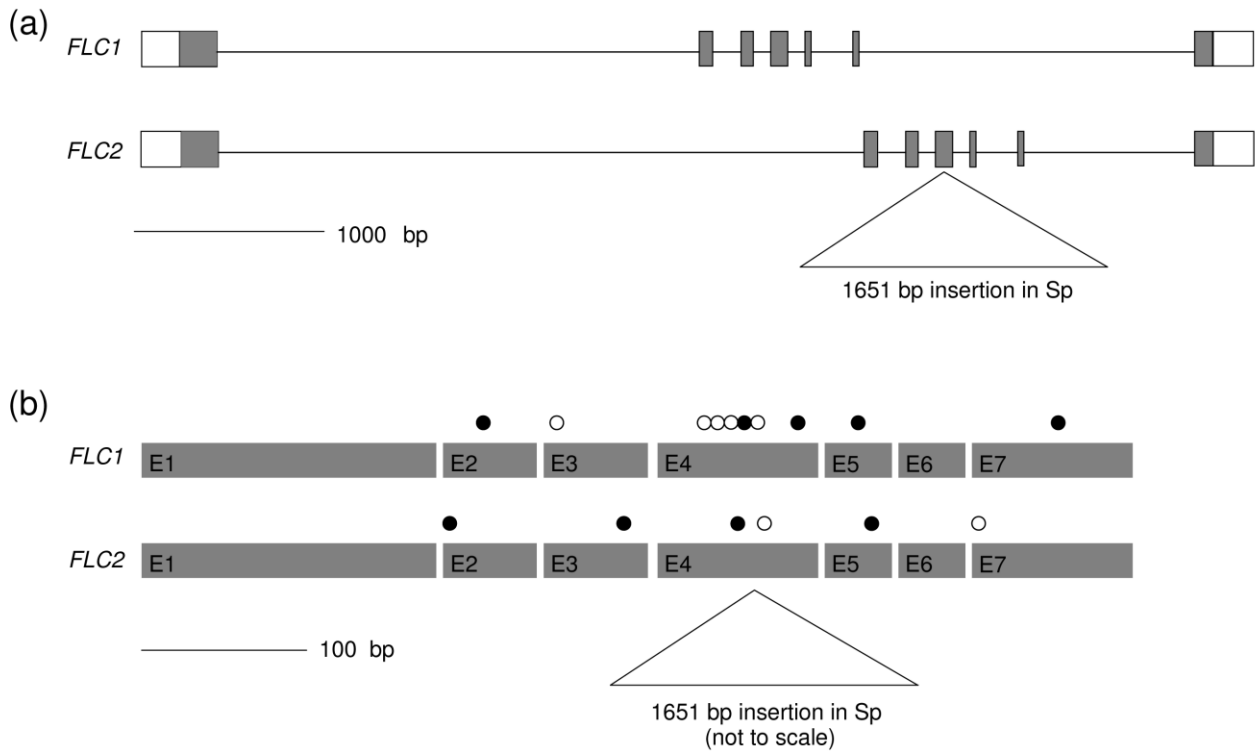 (a)
FLC1
FLC2
1000 bp
1651 bp insertion in Sp
(b)
FLC1
E1 E2 E3 E4 E5 E6 E7
FLC2
E1 E2 E3 E4 E5 E6 E7
100 bp
1651 bp insertion in Sp
(not to scale)